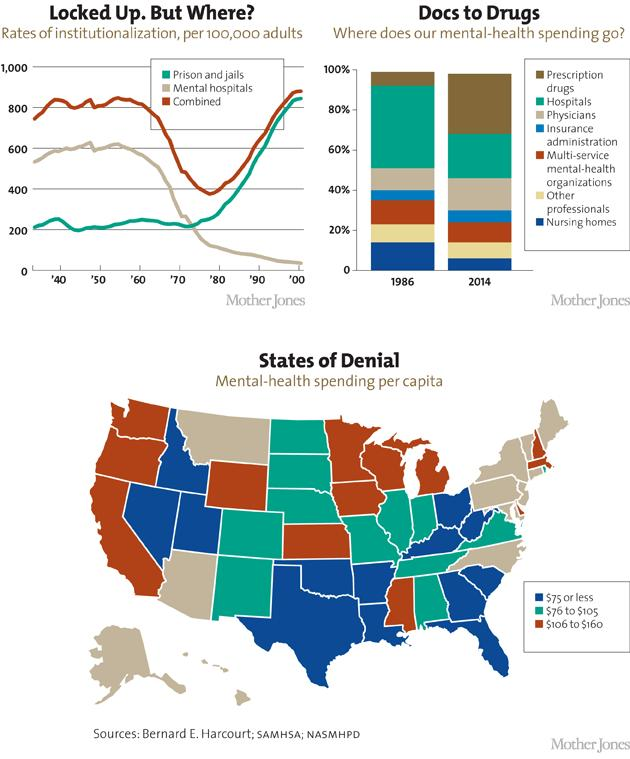 Locked Up. But Where?
Rates of institutionalization, per 100,000 adults
1,000
800
600
400
200
0
'40
'50
'60
'70
'80
'90
'00
Prison and jails
Mental hospitals
Combined
Mother Jones
Docs to Drugs
Where does our mental-health spending go?
100%
80%
60%
40%
20%
0
1986
2014
Prescription
drugs
Hospitals
Physicians
Insurance
administration
Multi-service
mental-health
organizations
Other
professionals
Nursing homes
Mother Jones
States of Denial
Mental-health spending per capita
$75 or less
$76 to $105
$106 to $160
Sources: Bernard E. Harcourt; SAMHSA; NASMHPD
Mother Jones